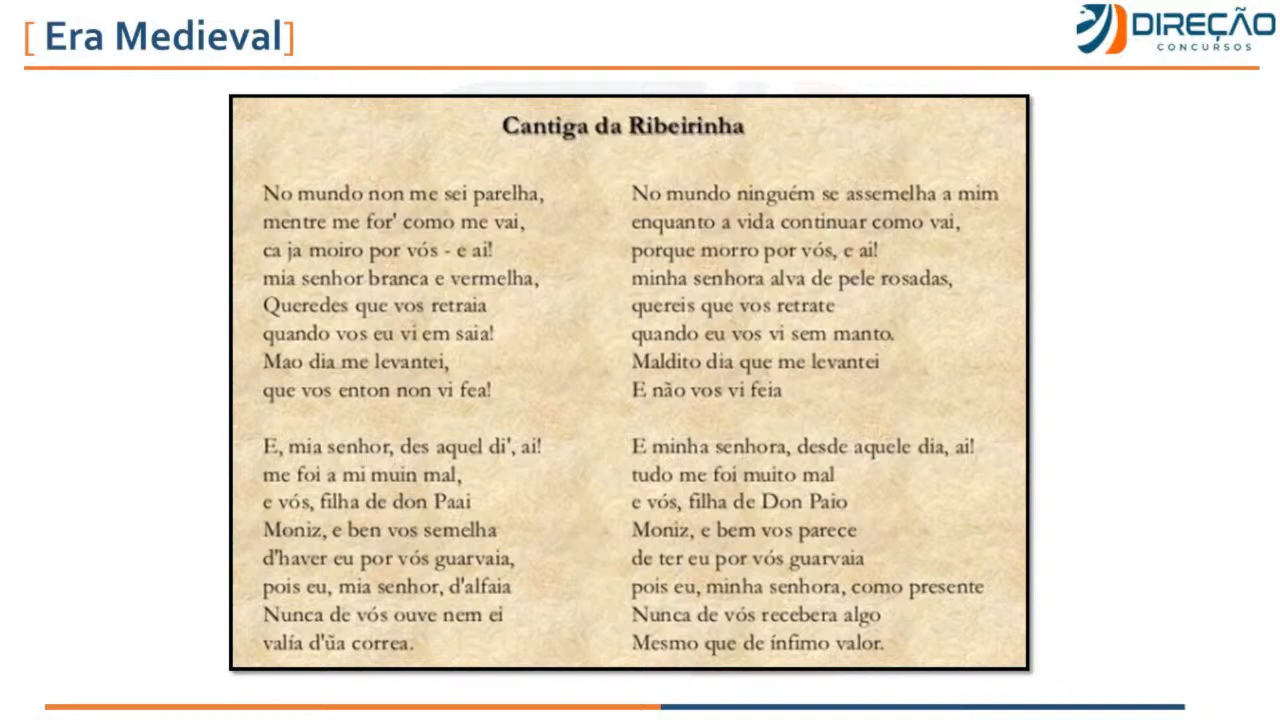 [ Era Medieval]
DIREÇÃO
CONCURSOS
Cantiga da Ribeirinha
No mundo non me sei parelha,
mentre me for' como me vai,
ca ja moiro por vós - e ai!
mia senhor branca e vermelha,
Queredes que vos retraia
quando vos eu vi em saia!
Mao dia me levantei,
que vos enton non vi fea!
E, mia senhor, des aquel di', ai!
me foi a mi muin mal,
e vós, filha de don Paai
Moniz, e ben vos semelha
d'haver eu por vós guarvaia,
pois eu, mia senhor, d'alfaia
Nunca de vós ouve nem ei
valía d'ũa correa.
No mundo ninguém se assemelha a mim
enquanto a vida continuar como vai,
porque morro por vós, e ai!
minha senhora alva de pele rosadas,
quereis que vos retrate
quando eu vos vi sem manto.
Maldito dia que me levantei
E não vos vi feia
E minha senhora, desde aquele dia, ai!
tudo me foi muito mal
e vós, filha de Don Paio
Moniz, e bem vos parece
de ter eu por vós guarvaia
pois eu, minha senhora, como presente
Nunca de vós recebera algo
Mesmo que de ínfimo valor.